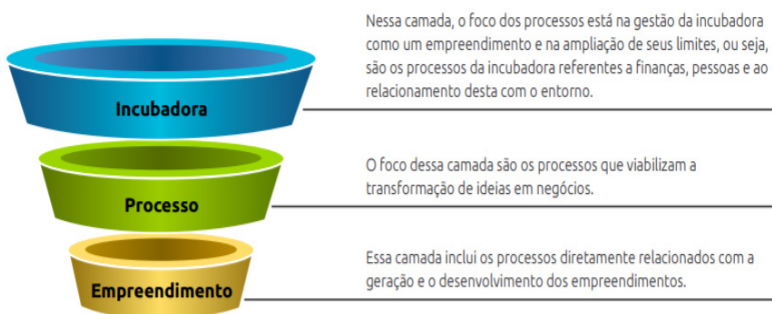 Nessa camada, o foco dos processos está na gestão da incubadora
como um empreendimento e na ampliação de seus limites, ou seja,
são os processos da incubadora referentes a finanças, pessoas e ao
relacionamento desta com o entorno.
Incubadora
O foco dessa camada são os processos que viabilizam a
transformação de ideias em negócios.
Processo
Essa camada inclui os processos diretamente relacionados com a
geração e o desenvolvimento dos empreendimentos.
Empreendimento